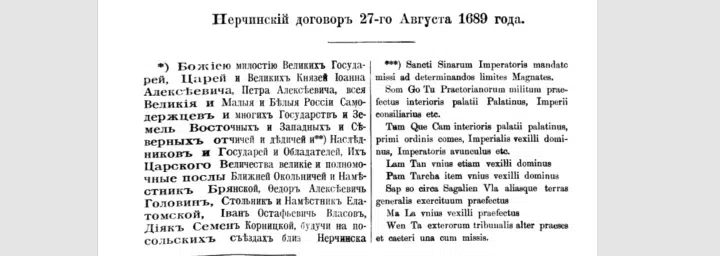 Нерчинскій договоръ 27-го Августа 1689 года.
*) Божіею милостію Великихъ Государей, Царей и Великихъ Князей Іоанна
Алексѣевича, Петра Алексѣевича, всея
Великія и Малыя и Бѣлыя Россіи Самодержцевъ и многихъ Государствъ и Земель Восточныхъ и Западныхъ и Сѣверныхъ отчичей и дѣдичей и**) Наслѣдниковъ и Государей и Обладателей, Ихъ
Царского Величества великіе и полномочные послы Ближней Окольничей и Намѣстникъ Брянской, Ѳедоръ Алексѣевичь
Головинъ, Стольникъ и Намѣстникъ Елатомской, Іванъ Остафьевичь Власовъ,
Діякъ Семенъ Корницкой, будучи на посольскихъ съѣздахъ близ Нерчинска
***) Sancti Sinarum Imperatoris mandato
missi ad determinandos limites Magnates.
Som Go Tu Praetorianorum militum praefectus interioris palatii Palatinus, Imperii
consiliarius etc.
Tum Que Cam interioris palatii palatinus,
primi ordinis comes, Imperialis vexilli dominus, Imperatoris avunculus etc.
Lam Tan vnius etiam vexilli dominus
Pam Tarcha item vnius vexilli dominus
Sap so circa Sagalien Vla aliasque terras
generalis exercituum praefectus
Ma La vnius vexilli praefectus
Wen Ta exterorum tribunalis alter praeses
et caeteri una cum missis.